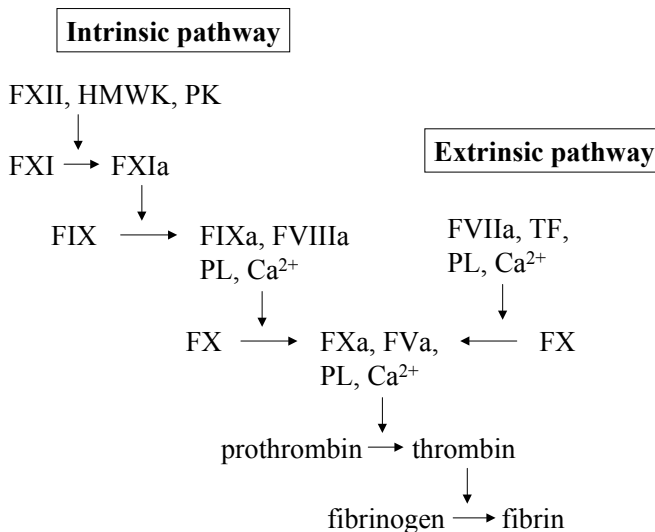 Intrinsic pathway
FXII, HMWK, PK
Extrinsic pathway
FXI FXIa
FIX FIXa, FVIIIa
PL, Ca²⁺
FVIIa, TF,
PL, Ca²⁺
FX FXa, FVa, FX
PL, Ca²⁺
prothrombin thrombin
fibrinogen fibrin